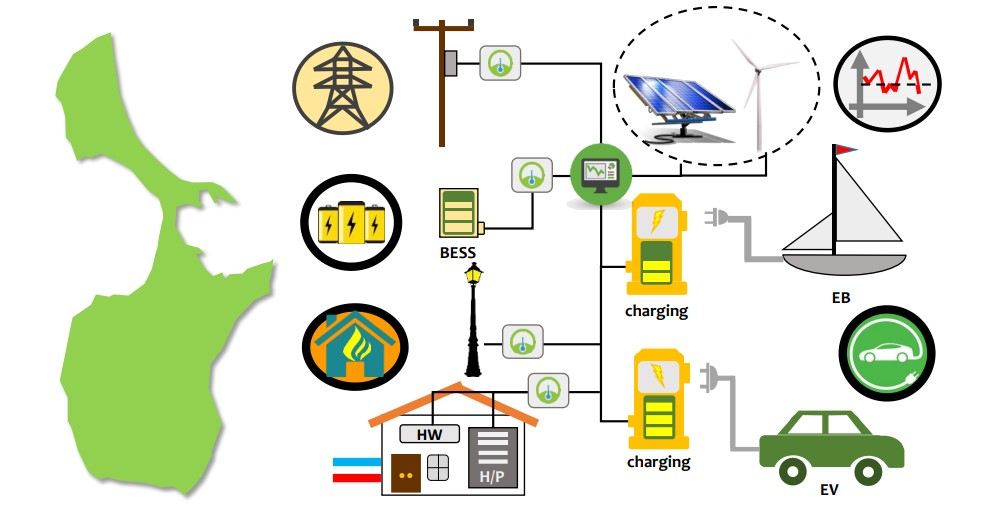 BESS
EB
charging
HW
H/P
charging
EV